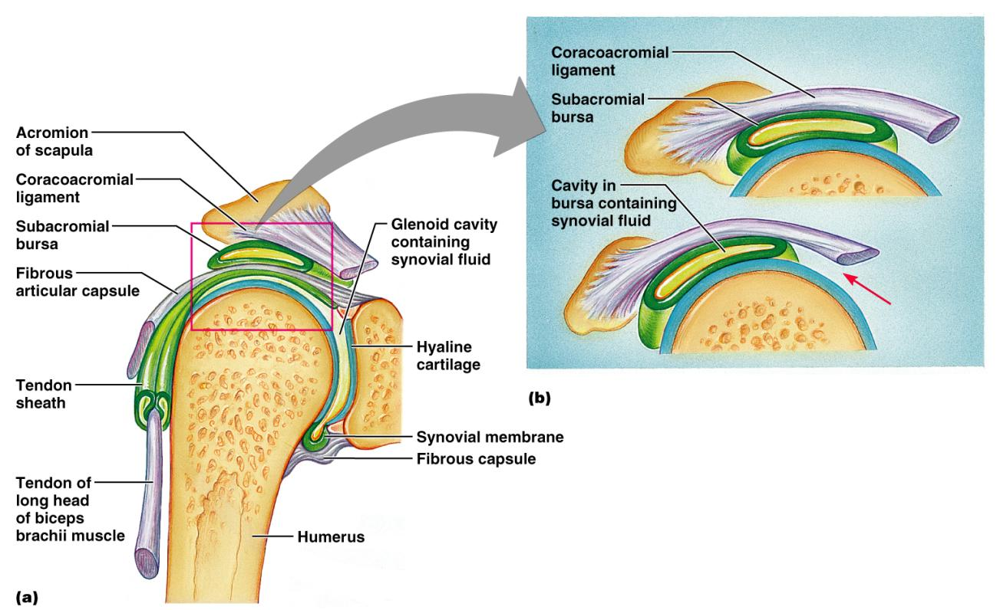 Acromion
of scapula
Coracoacromial
ligament
Subacromial
bursa
Fibrous
articular capsule
Tendon
sheath
Tendon of
long head
of biceps
brachii muscle
Glenoid cavity
containing
synovial fluid
Hyaline
cartilage
Synovial membrane
Fibrous capsule
Humerus
(a)
Coracoacromial
ligament
Subacromial
bursa
Cavity in
bursa containing
synovial fluid
(b)